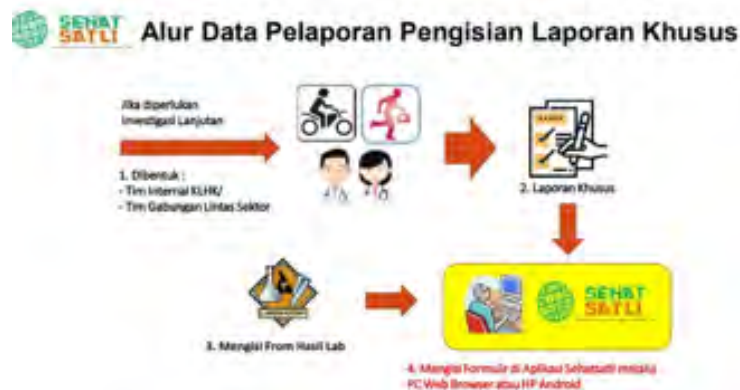 SEHAT
SATLI
Alur Data Pelaporan Pengisian Laporan Khusus
Jika diperlukan
Investigasi Lanjutan
1. Dibentuk :
- Tim Internal KLHK/
- Tim Gabungan Lintas Sektor
2. Laporan Khusus
3. Mengisi From Hasil Lab
SEHAT
SATLI
4. Mengisi Formulir di Aplikasi Sehatsatli melalui
PC Web Browser atau HP Android